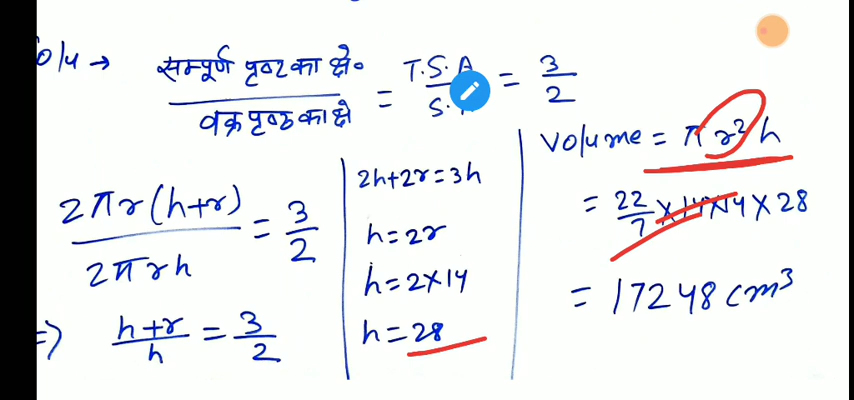 → सम्पूर्ण पृष्ठ का क्षे० / वक्र पृष्ठ का क्षे = T.S.A / S. = 3/2
2πr(h+r) / 2πrh = 3/2
=> h+r / h = 3/2
2h+2r=3h
h=2r
h=2×14
h=28
Volume = πr²h
= 22/7 ×14×14×28
= 17248 cm³